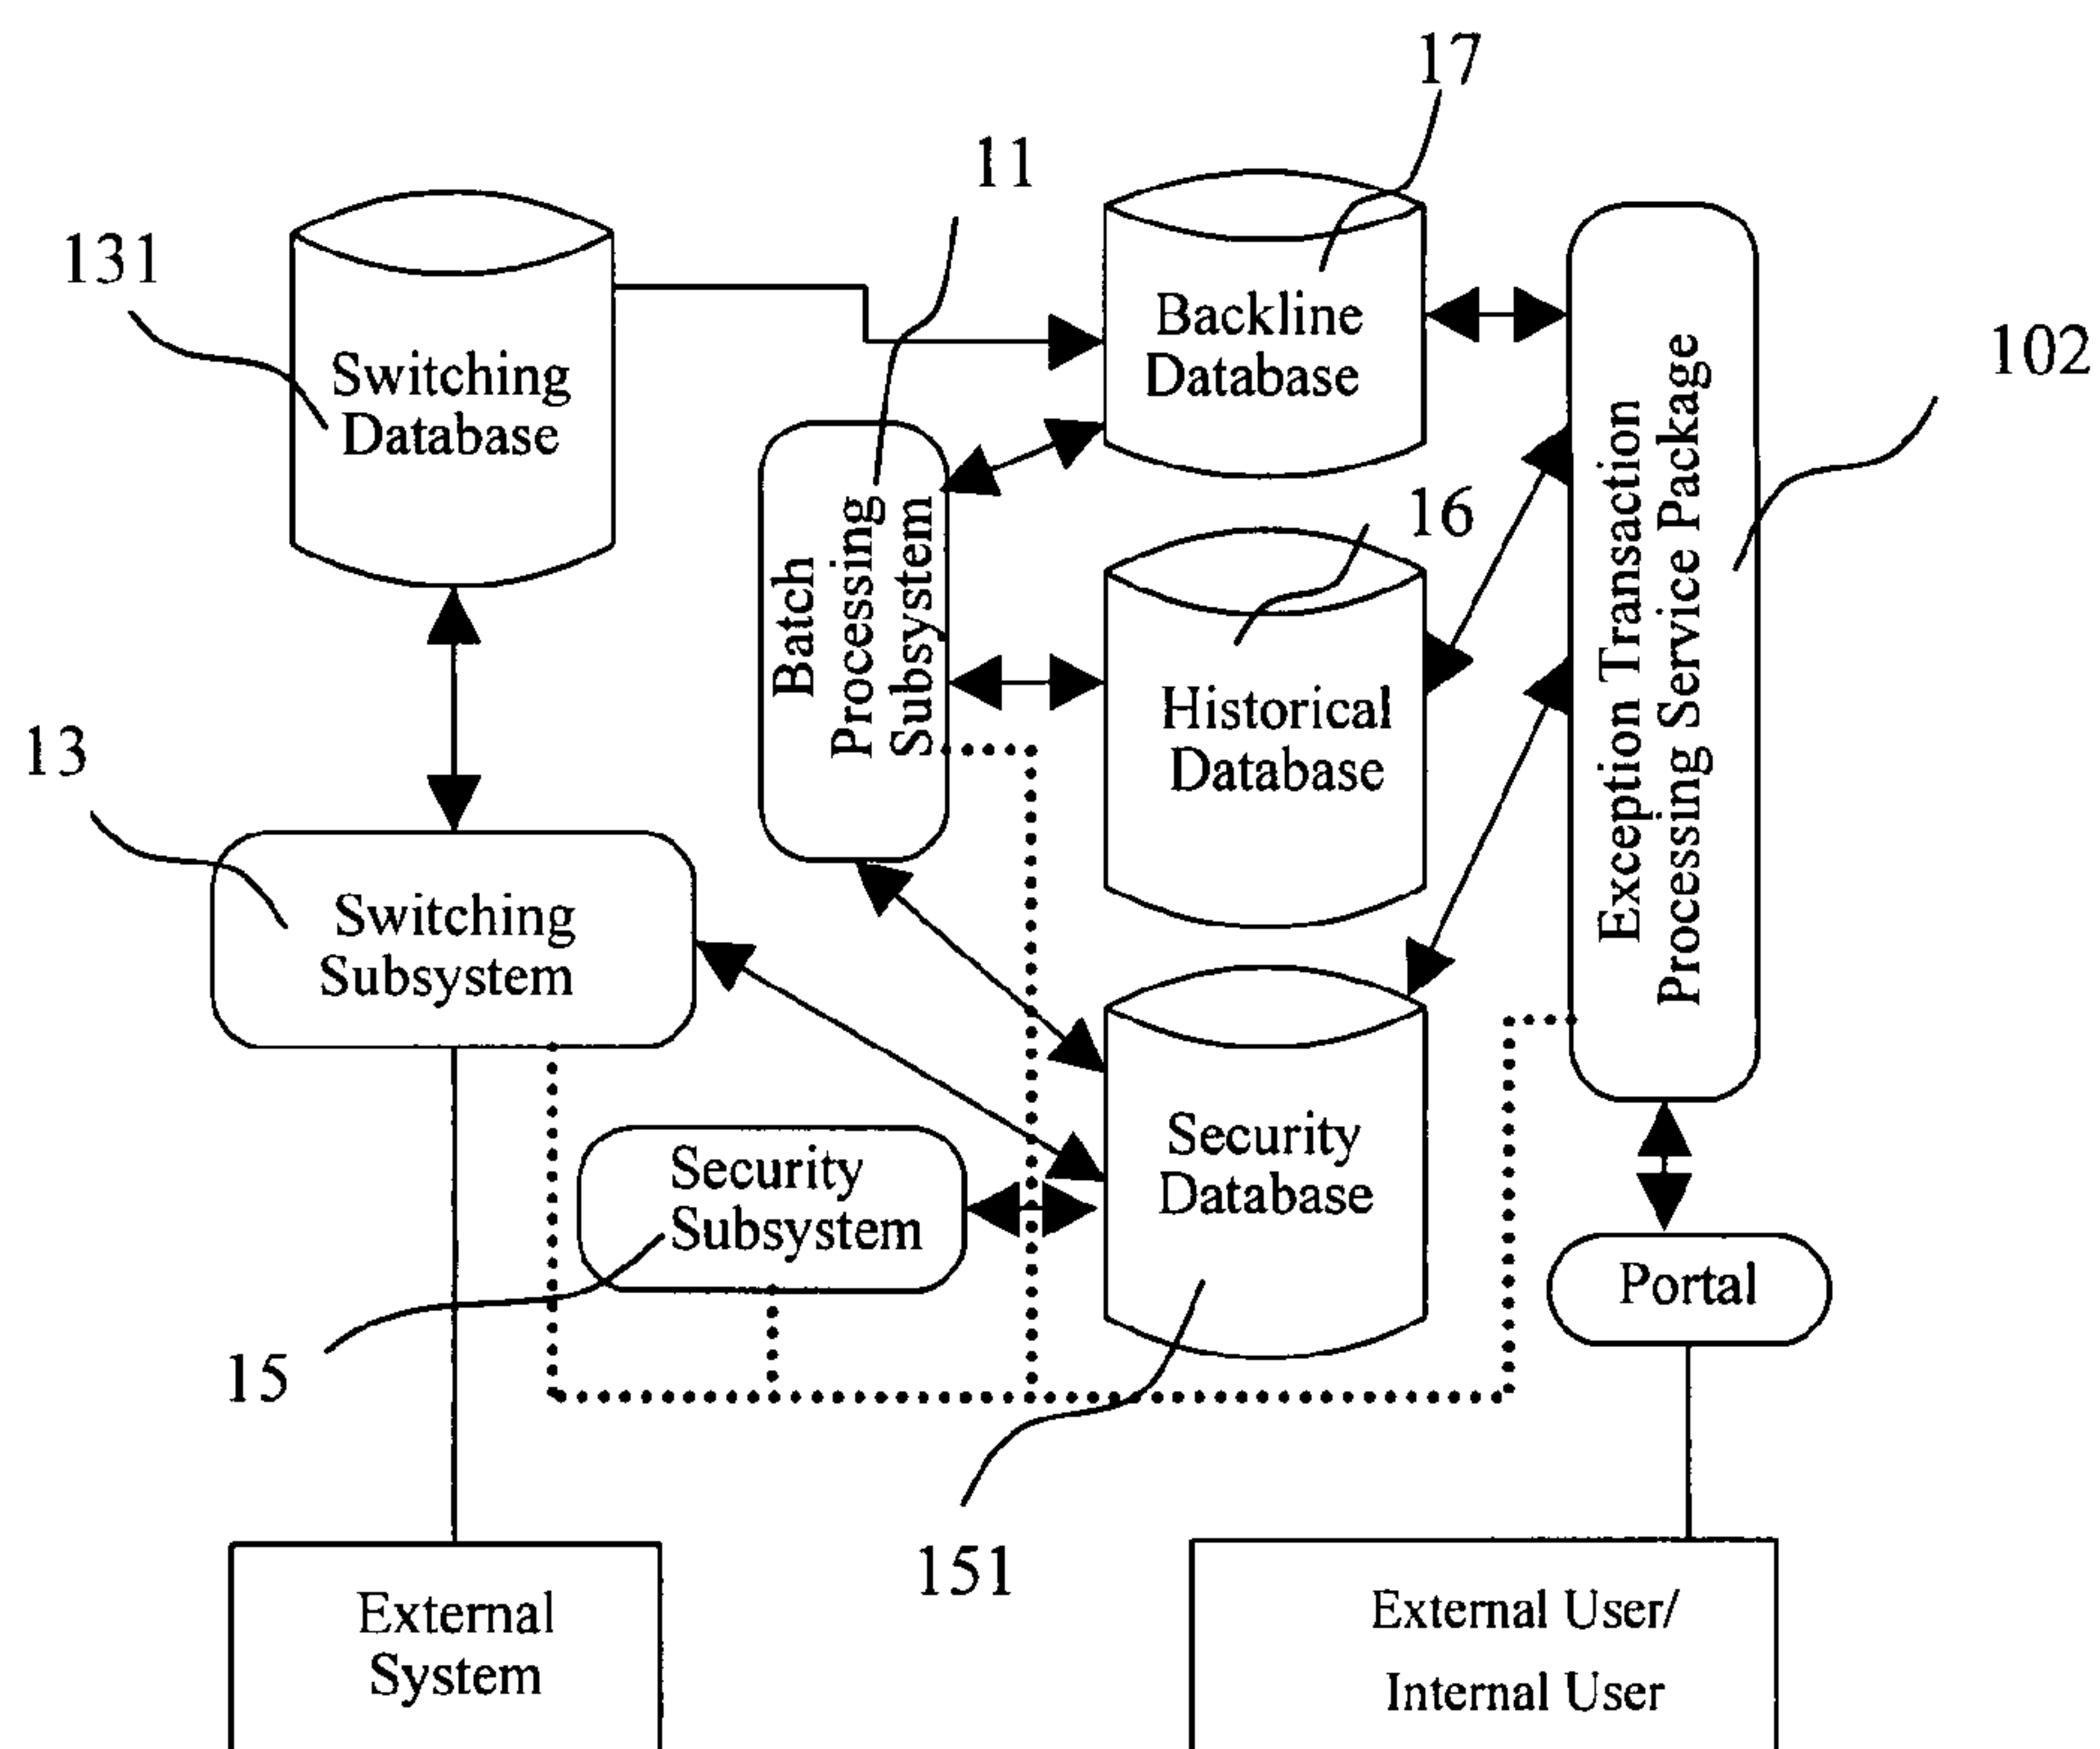 17
11
131
Switching
Database
Backline
Database
102
Batch
Processing
Subsystem
16
Historical
Database
Exception Transaction
Processing Service Package
13
Switching
Subsystem
Security
Subsystem
Security
Database
Portal
15
151
External
System
External User/
Internal User